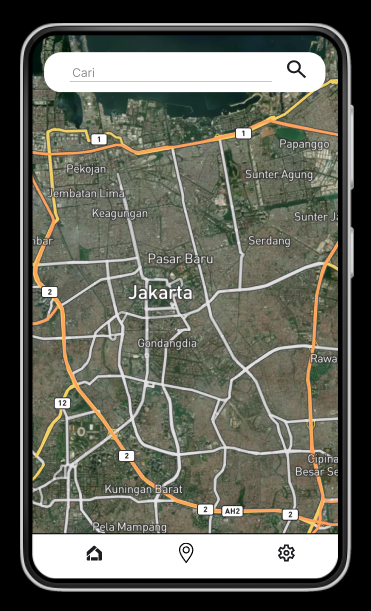 Cari
1
1
Papanggo
Pekojan
Sunter Agung
Jembatan Lima
Keagungan
Sunter Ja
nbar
Serdang
Pasar Baru
2
Jakarta
Gondangdia
Rawa
12
2
Cipina
Besar Se
Kuningan Barat
2
AH2
2
Pela Mampang